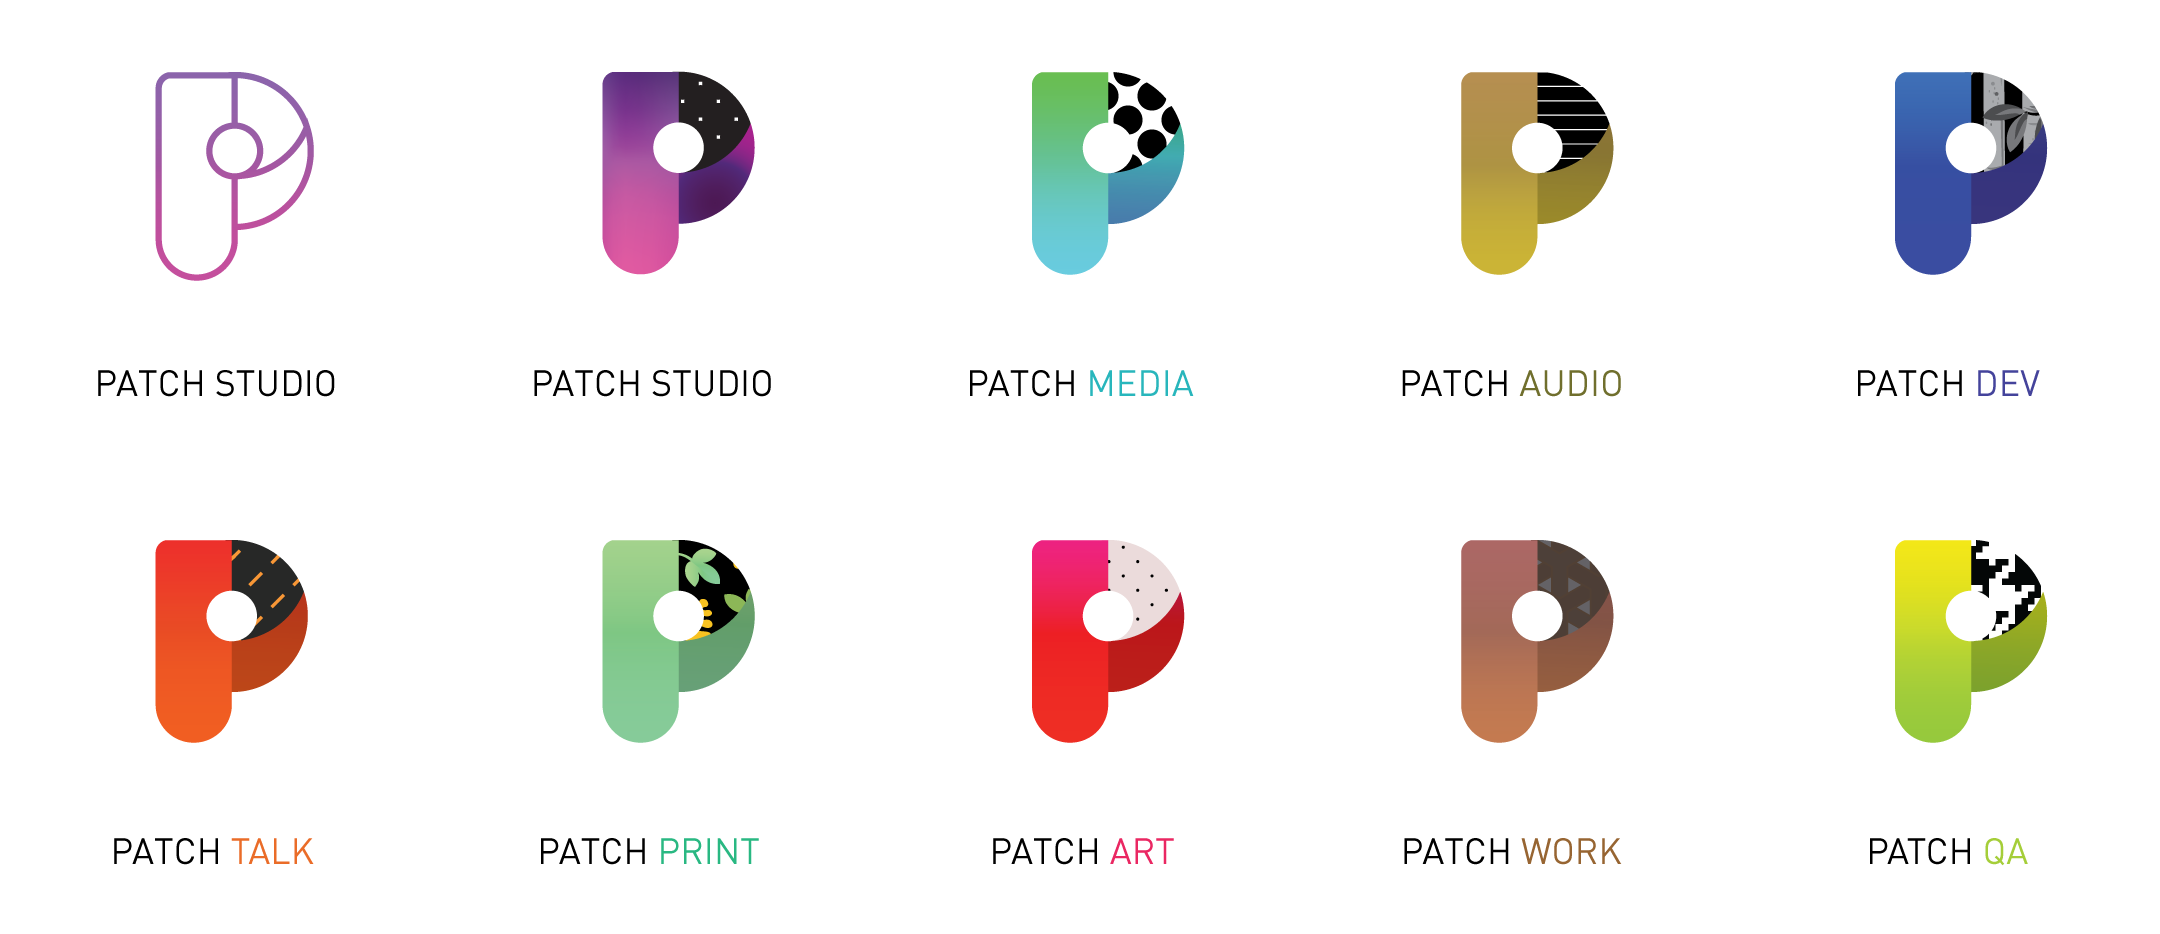 PATCH STUDIO
PATCH STUDIO
PATCH MEDIA
PATCH AUDIO
PATCH DEV
PATCH TALK
PATCH PRINT
PATCH ART
PATCH WORK
PATCH QA